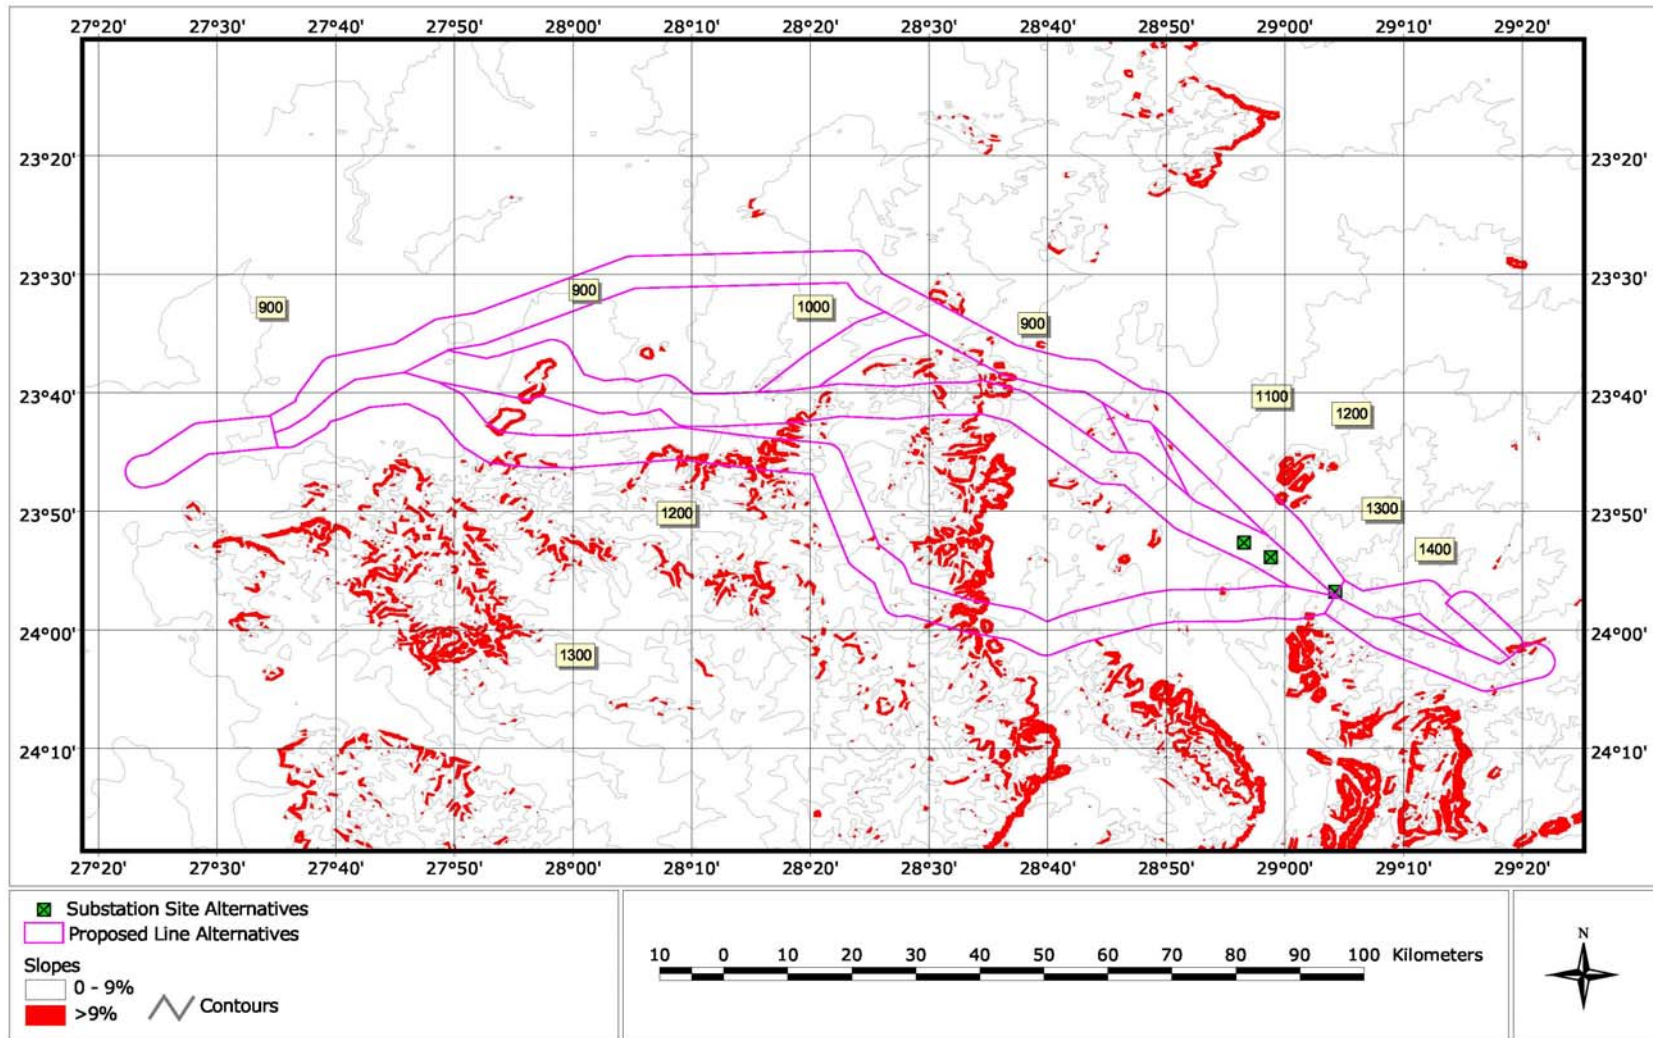 27°20' 27°30' 27°40' 27°50' 28°00' 28°10' 28°20' 28°30' 28°40' 28°50' 29°00' 29°10' 29°20'
23°20' 23°20'
23°30' 23°30'
900
900
1000
900
23°40' 23°40'
1100
1200
23°50' 23°50'
1200
1300
1400
24°00' 24°00'
1300
24°10' 24°10'
27°20' 27°30' 27°40' 27°50' 28°00' 28°10' 28°20' 28°30' 28°40' 28°50' 29°00' 29°10' 29°20'
Substation Site Alternatives
Proposed Line Alternatives
Slopes
0 - 9%
>9%
Contours
10 0 10 20 30 40 50 60 70 80 90 100 Kilometers
N